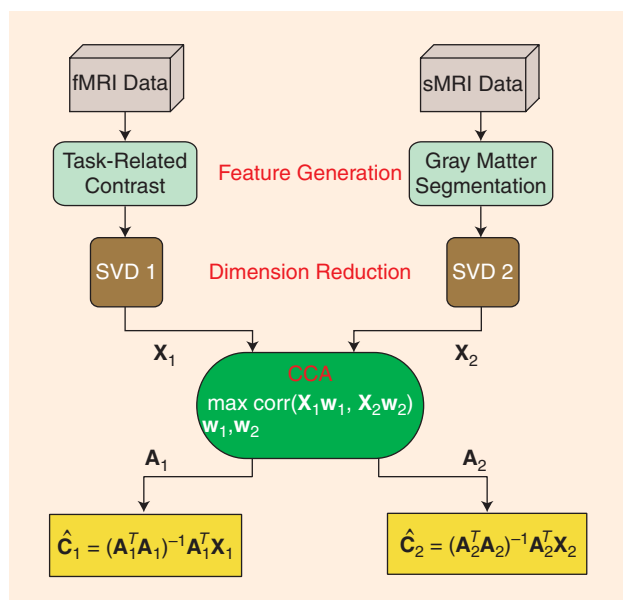 fMRI Data
sMRI Data
Task-Related
Contrast
Feature Generation
Gray Matter
Segmentation
SVD 1
Dimension Reduction
SVD 2
X₁
X₂
CCA
max corr(X₁w₁, X₂w₂)
w₁,w₂
A₁
A₂
Ĉ₁ = (A₁ᵀA₁)⁻¹A₁ᵀX₁
Ĉ₂ = (A₂ᵀA₂)⁻¹A₂ᵀX₂